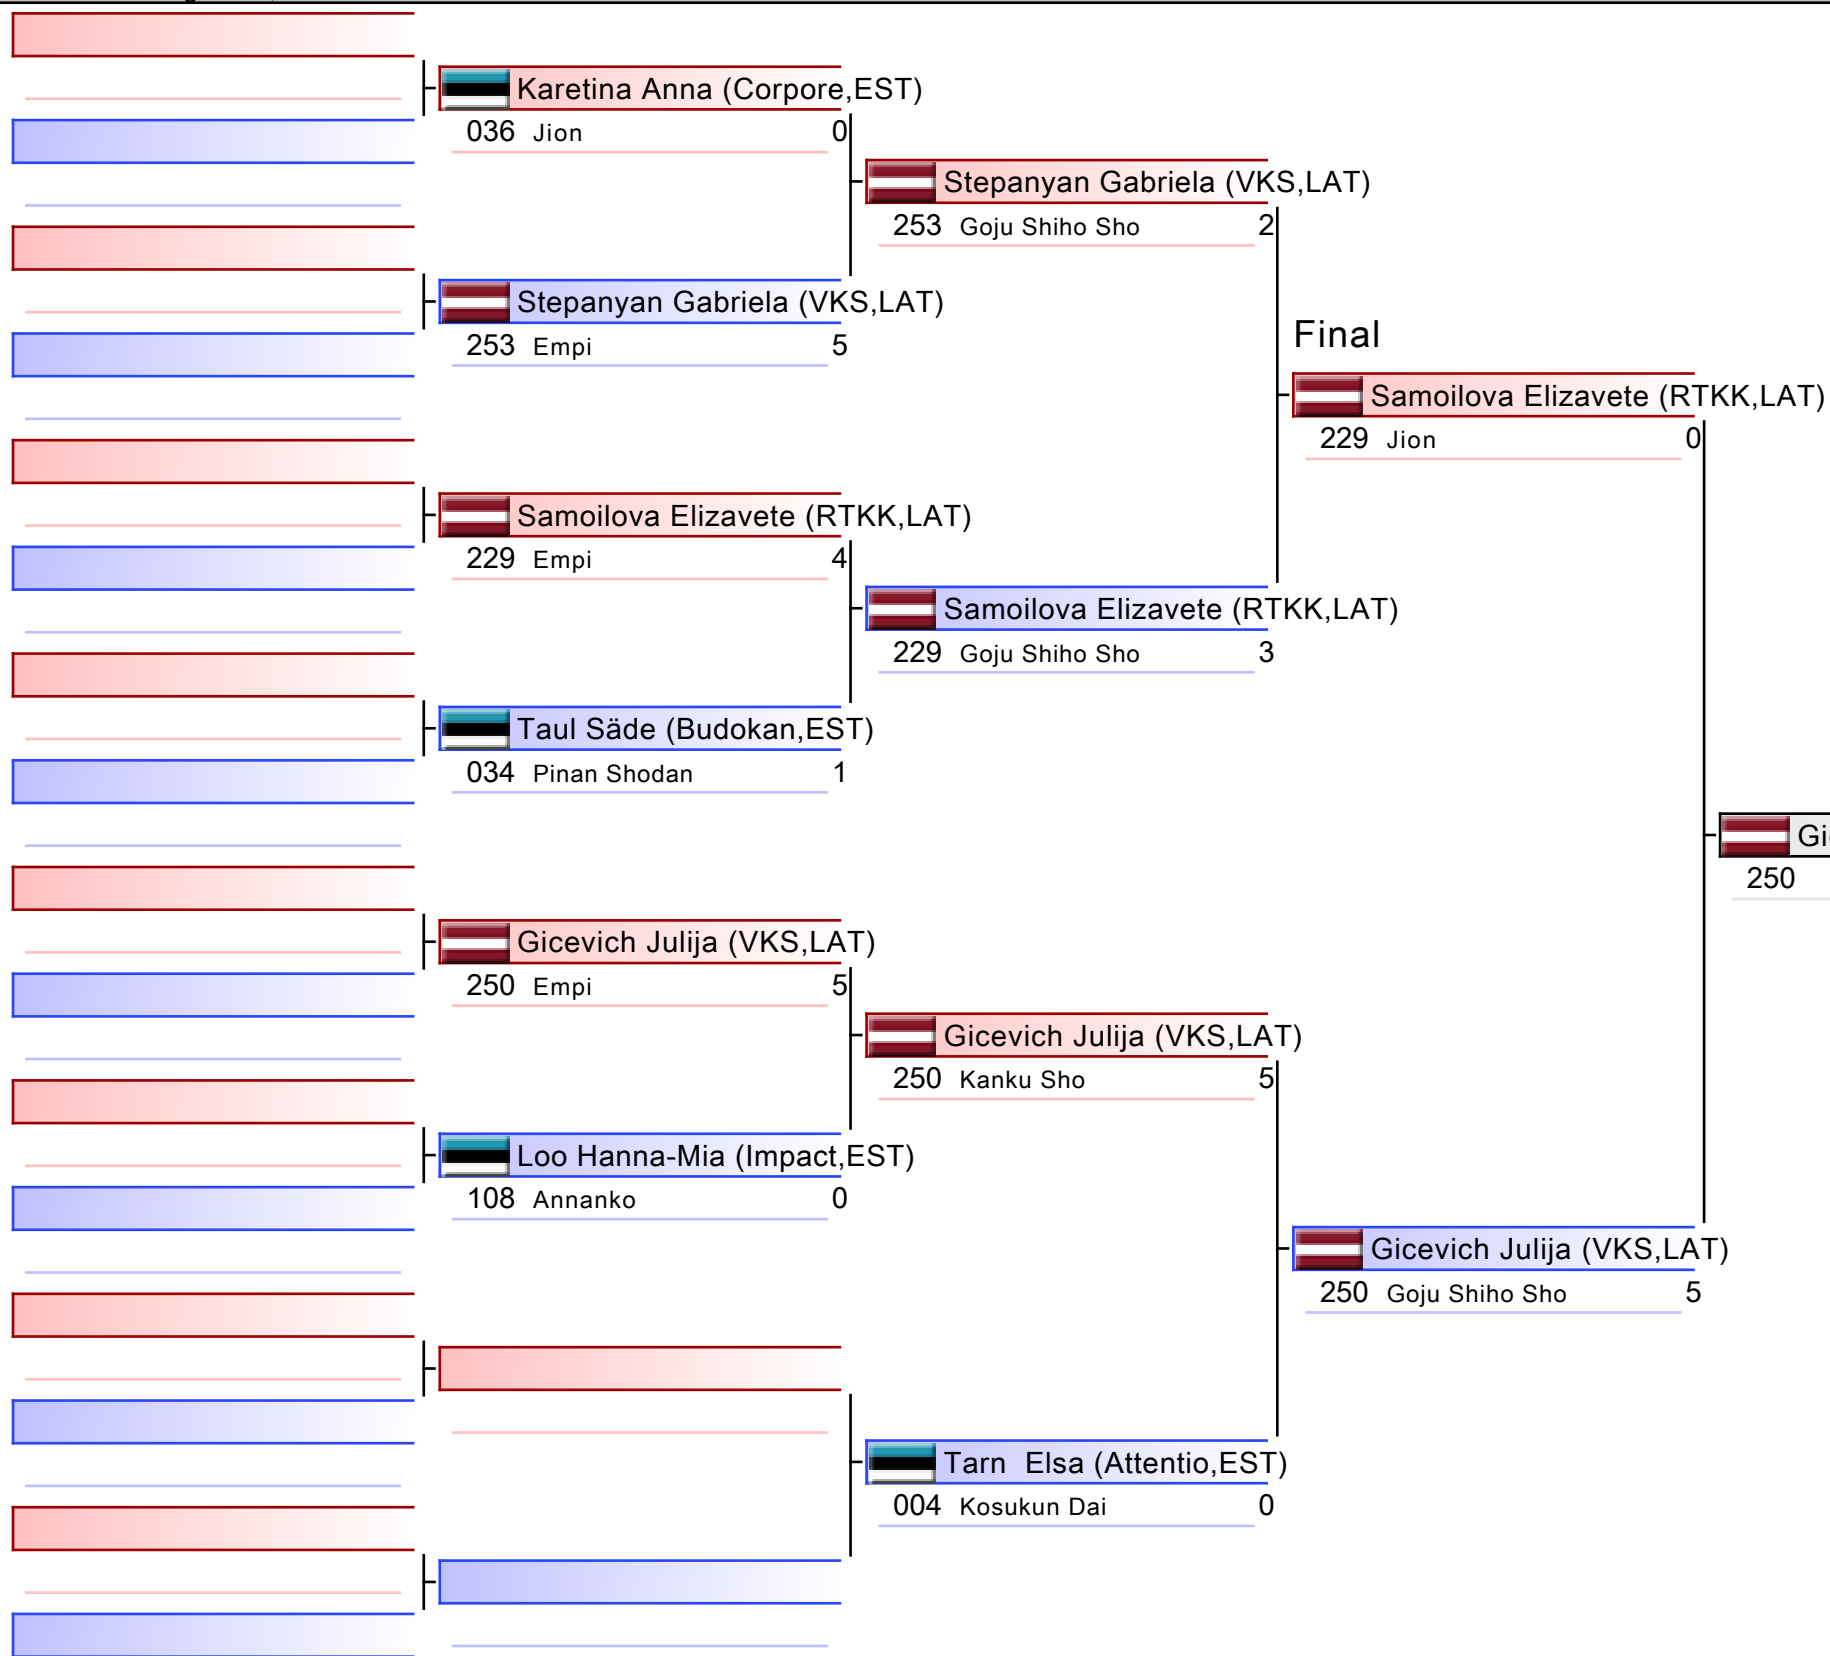 Karetina Anna (Corpore,EST)
036 Jion 0
Stepanyan Gabriela (VKS,LAT)
253 Empi 5
Samoilova Elizavete (RTKK,LAT)
229 Empi 4
Taul Säde (Budokan,EST)
034 Pinan Shodan 1
Gicevich Julija (VKS,LAT)
250 Empi 5
Loo Hanna-Mia (Impact,EST)
108 Annanko 0
Stepanyan Gabriela (VKS,LAT)
253 Goju Shiho Sho 2
Samoilova Elizavete (RTKK,LAT)
229 Goju Shiho Sho 3
Gicevich Julija (VKS,LAT)
250 Kanku Sho 5
Tarn Elsa (Attentio,EST)
004 Kosukun Dai 0
Final
Samoilova Elizavete (RTKK,LAT)
229 Jion 0
Gicevich Julija (VKS,LAT)
250 Goju Shiho Sho 5
250